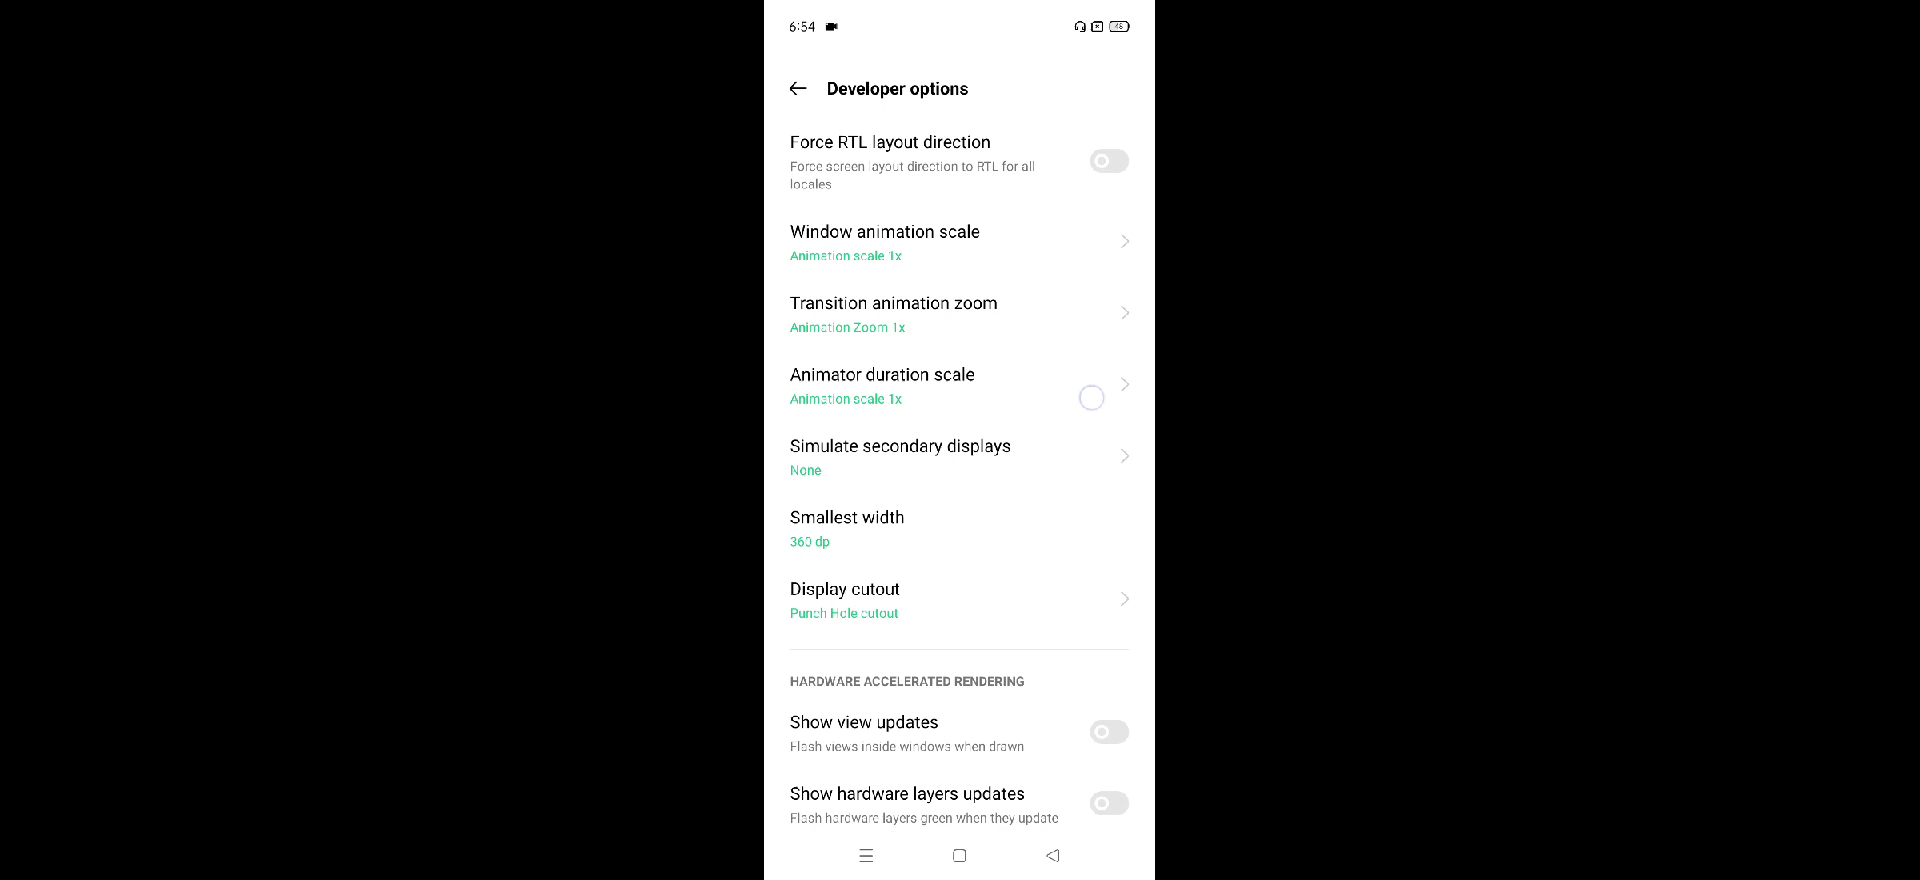 6:54
46
Developer options
Force RTL layout direction
Force screen layout direction to RTL for all
locales
Window animation scale
Animation scale 1x
Transition animation zoom
Animation Zoom 1x
Animator duration scale
Animation scale 1x
Simulate secondary displays
None
Smallest width
360 dp
Display cutout
Punch Hole cutout
HARDWARE ACCELERATED RENDERING
Show view updates
Flash views inside windows when drawn
Show hardware layers updates
Flash hardware layers green when they update